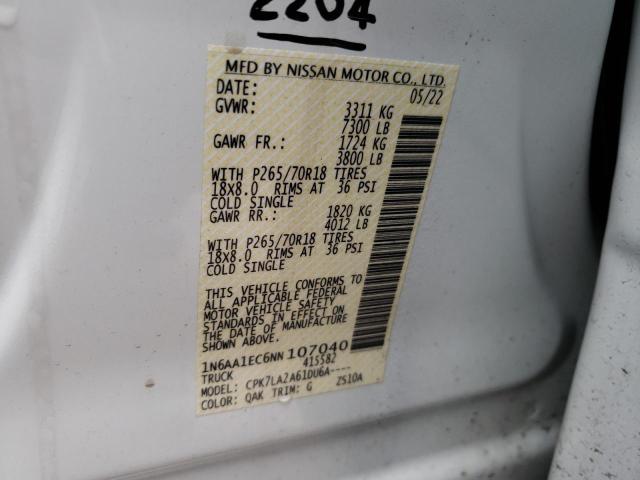 2204
MFD BY NISSAN MOTOR CO., LTD.
DATE: 05/22
GVWR: 3311 KG
7300 LB
GAWR FR.: 1724 KG
3800 LB
WITH P265/70R18 TIRES
18X8.0 RIMS AT 36 PSI
COLD SINGLE
GAWR RR.: 1820 KG
4012 LB
WITH P265/70R18 TIRES
18X8.0 RIMS AT 36 PSI
COLD SINGLE
THIS VEHICLE CONFORMS TO
ALL APPLICABLE FEDERAL
MOTOR VEHICLE SAFETY
STANDARDS IN EFFECT ON
THE DATE OF MANUFACTURE
SHOWN ABOVE.
1N6AA1EC6NN 107040
TRUCK 415582
MODEL: CPK7LA2A61DU6A----
COLOR: QAK TRIM: G ZS10A